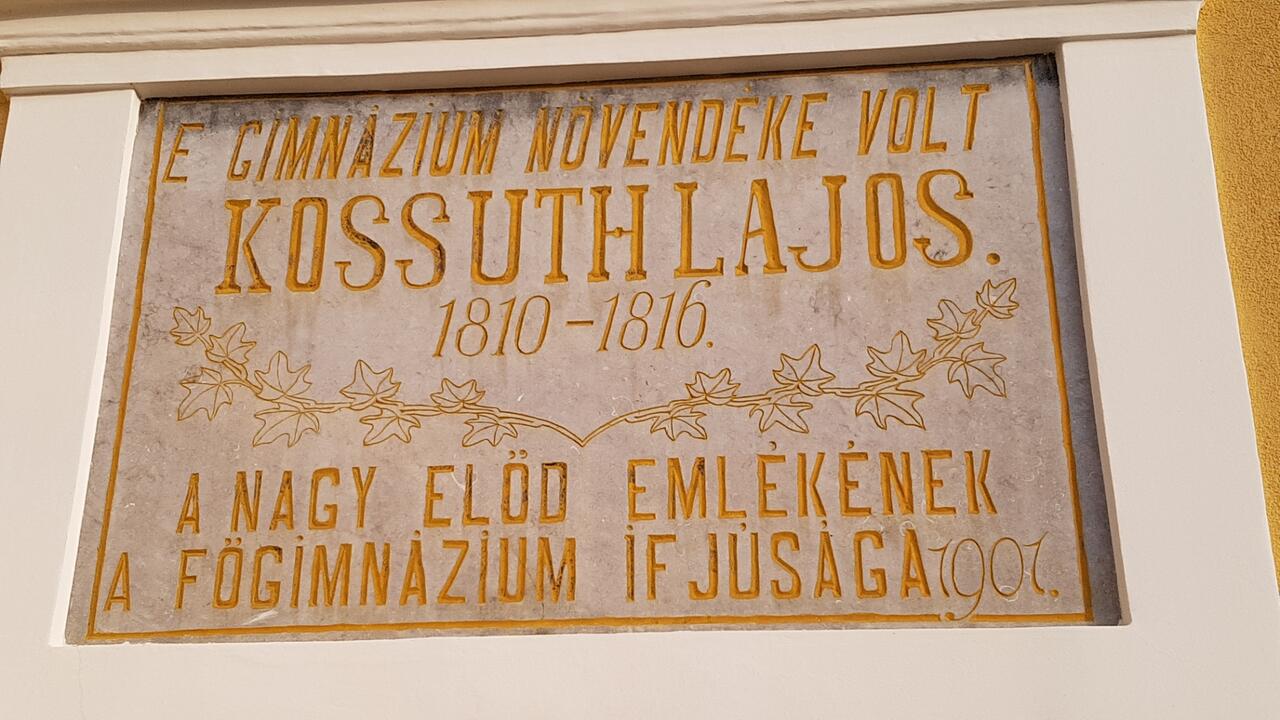 E GIMNÁZIUM NÖVENDÉKE VOLT
KOSSUTH LAJOS.
1810-1816.
A NAGY ELŐD EMLÉKÉNEK
A FŐGIMNÁZIUM IFJÚSÁGA 1901.